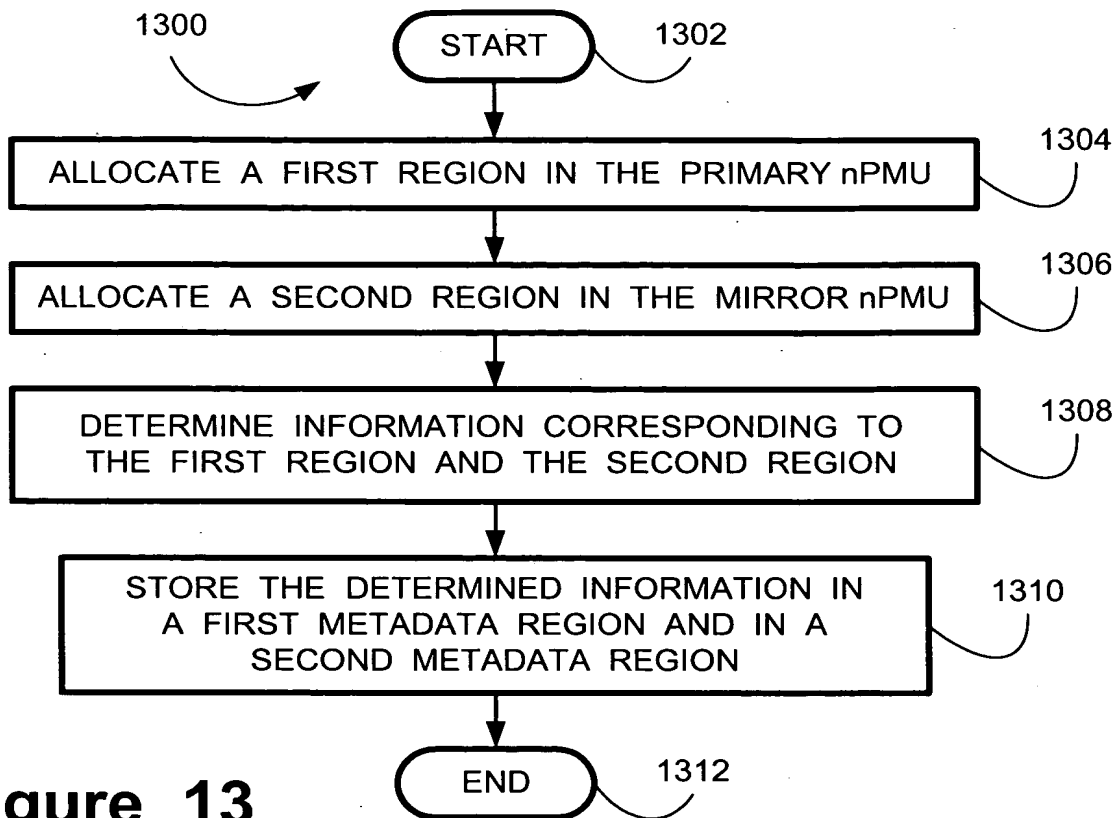 1300
START
1302
ALLOCATE A FIRST REGION IN THE PRIMARY nPMU
1304
ALLOCATE A SECOND REGION IN THE MIRROR nPMU
1306
DETERMINE INFORMATION CORRESPONDING TO
THE FIRST REGION AND THE SECOND REGION
1308
STORE THE DETERMINED INFORMATION IN
A FIRST METADATA REGION AND IN A
SECOND METADATA REGION
1310
END
1312
gure 13